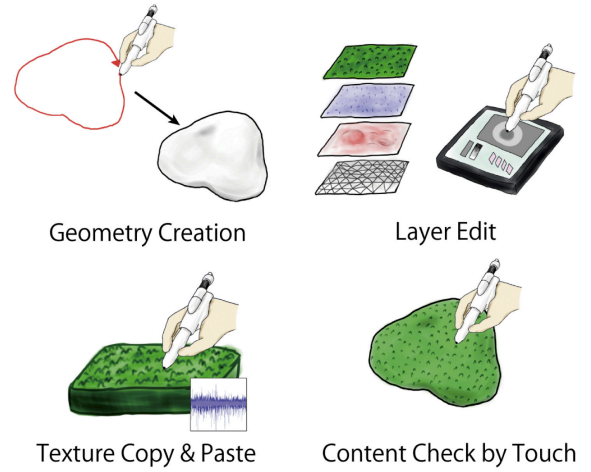 Geometry Creation
Layer Edit
Texture Copy & Paste
Content Check by Touch